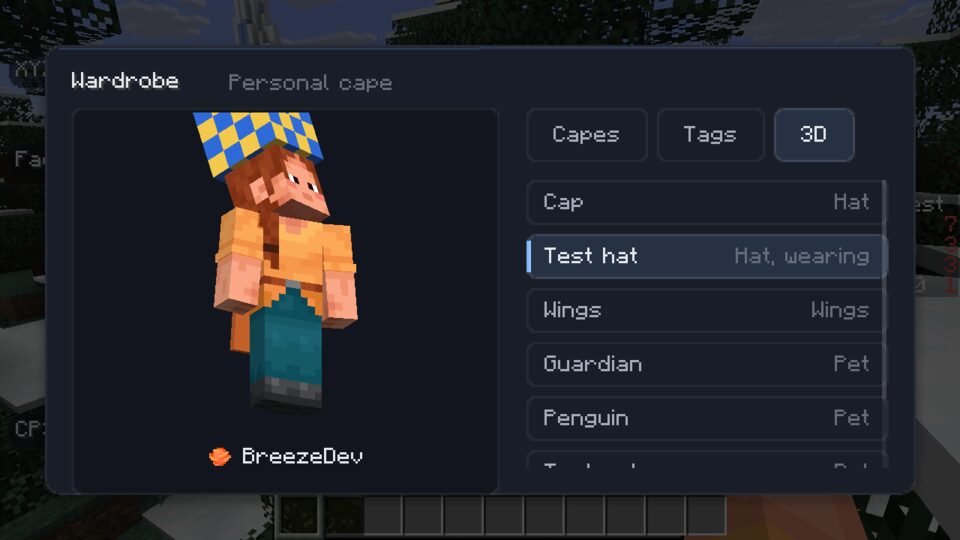 Wardrobe
Personal cape
Capes
Tags
3D
Cap Hat
Test hat Hat, wearing
Wings Wings
Guardian Pet
Penguin Pet
BreezeDev